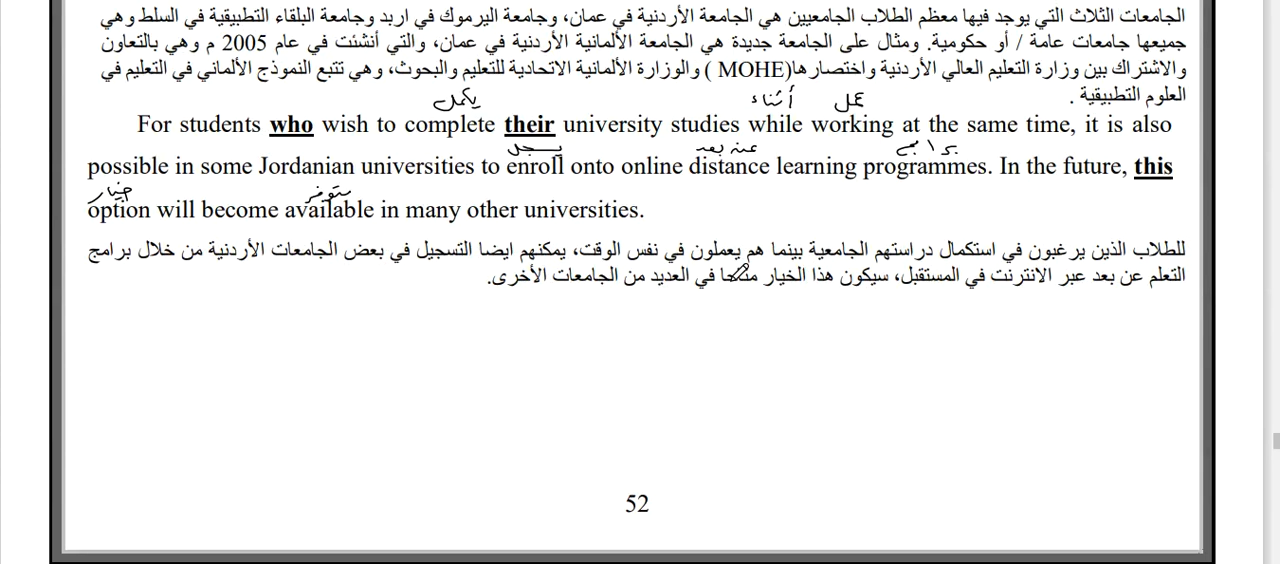 الجامعات الثلاث التي يوجد فيها معظم الطلاب الجامعيين هي الجامعة الأردنية في عمان، وجامعة اليرموك في اربد وجامعة البلقاء التطبيقية في السلط وهي
جميعها جامعات عامة / أو حكومية. ومثال على الجامعة جديدة هي الجامعة الألمانية الأردنية في عمان، والتي أنشئت في عام 2005 م وهي بالتعاون
والاشتراك بين وزارة التعليم العالي الأردنية واختصارها(MOHE ) والوزارة الألمانية الاتحادية للتعليم والبحوث، وهي تتبع النموذج الألماني في التعليم في
العلوم التطبيقية .
عمل أثناء يكمل
For students who wish to complete their university studies while working at the same time, it is also
برامج عن بعد يسجل
possible in some Jordanian universities to enroll onto online distance learning programmes. In the future, this
ستوفر خيار
option will become available in many other universities.
للطلاب الذين يرغبون في استكمال دراستهم الجامعية بينما هم يعملون في نفس الوقت، يمكنهم ايضا التسجيل في بعض الجامعات الأردنية من خلال برامج
التعلم عن بعد عبر الانترنت في المستقبل، سيكون هذا الخيار في العديد من الجامعات الأخرى.
52